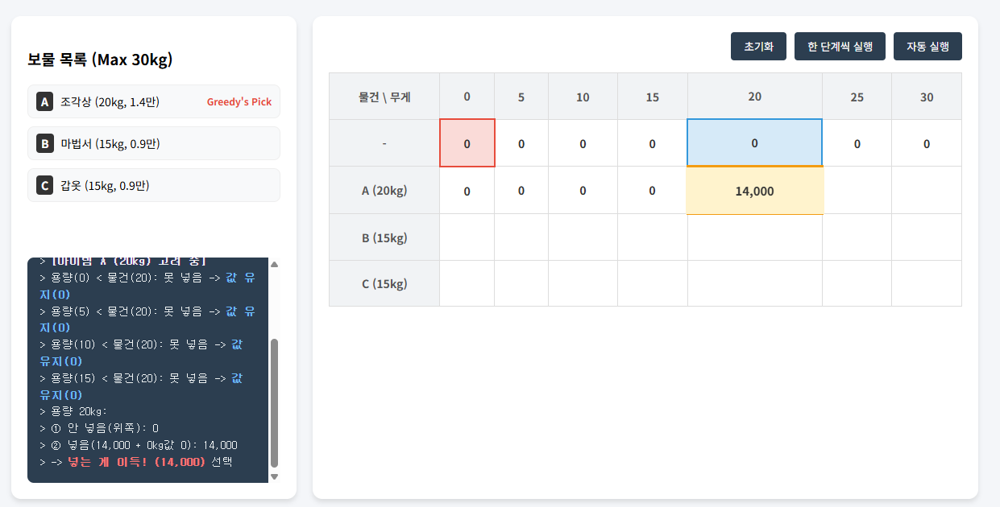 보물 목록 (Max 30kg)
A 조각상 (20kg, 1.4만) Greedy's Pick
B 마법서 (15kg, 0.9만)
C 갑옷 (15kg, 0.9만)
> [아이템 A (20kg) 고려 중]
> 용량(0) < 물건(20): 못 넣음 -> 값 유
지(0)
> 용량(5) < 물건(20): 못 넣음 -> 값 유
지(0)
> 용량(10) < 물건(20): 못 넣음 -> 값
유지(0)
> 용량(15) < 물건(20): 못 넣음 -> 값
유지(0)
> 용량 20kg:
> ① 안 넣음(위쪽): 0
> ② 넣음(14,000 + 0kg값 0): 14,000
> -> 넣는 게 이득! (14,000) 선택
초기화 한 단계씩 실행 자동 실행
물건 \ 무게 0 5 10 15 20 25 30
- 0 0 0 0 0 0 0
A (20kg) 0 0 0 0 14,000
B (15kg)
C (15kg)